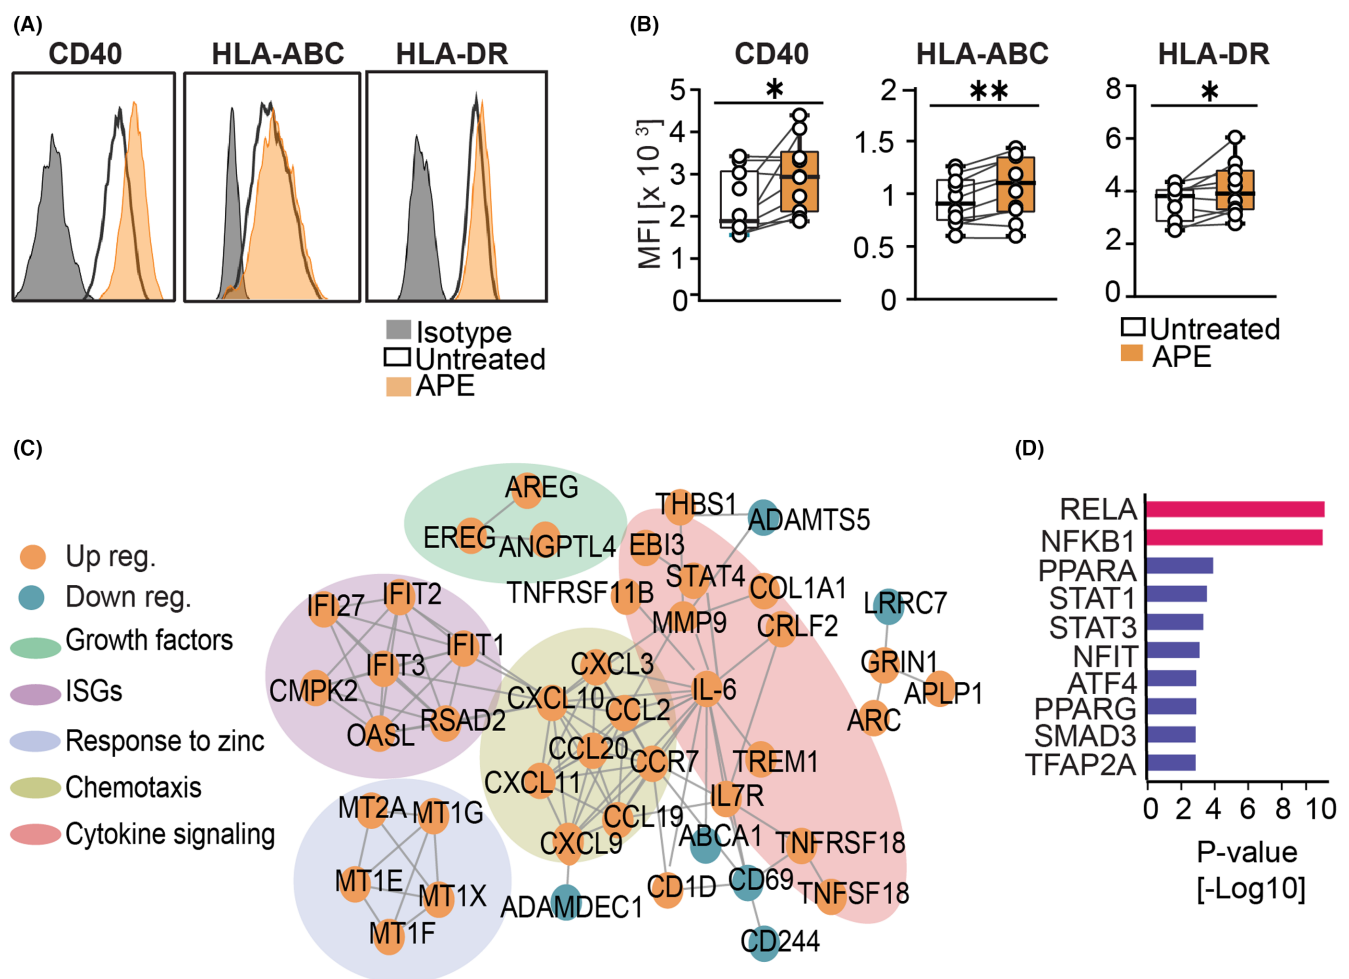 (A)
CD40
HLA-ABC
HLA-DR
Isotype
Untreated
APE
(B)
CD40
HLA-ABC
HLA-DR
MFI [x 10 3]
5
4
3
2
1
0
*
2
1.5
1
0.5
0
**
8
6
4
2
0
*
Untreated
APE
(C)
Up reg.
Down reg.
Growth factors
ISGs
Response to zinc
Chemotaxis
Cytokine signaling
AREG
EREG
ANGPTL4
THBS1
ADAMTS5
EBI3
STAT4
TNFRSF11B
COL1A1
MMP9
CRLF2
LRRC7
GRIN1
APLP1
ARC
IFI27
IFIT2
IFIT1
IFIT3
CMPK2
OASL
RSAD2
CXCL3
CXCL10
CCL2
IL-6
CCL20
CCR7
CXCL11
TREM1
IL7R
CCL19
CXCL9
ABCA1
TNFRSF18
MT2A
MT1G
MT1E
MT1X
MT1F
ADAMDEC1
CD1D
CD69
TNFSF18
CD244
(D)
RELA
NFKB1
PPARA
STAT1
STAT3
NFIT
ATF4
PPARG
SMAD3
TFAP2A
0 2 4 6 8 10
P-value
[-Log10]